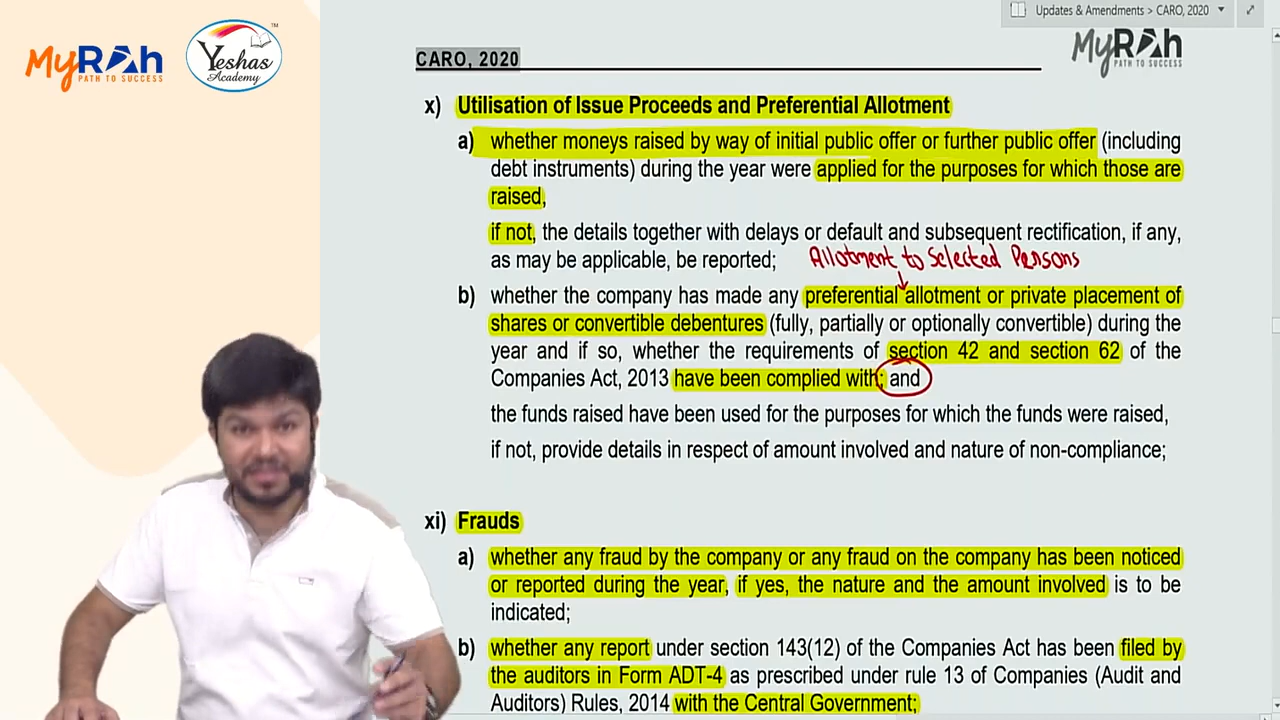 MyRah
PATH TO SUCCESS
Yeshas
Academy
TM
Updates & Amendments > CARO, 2020
CARO, 2020
MyRah
PATH TO SUCCESS
x) Utilisation of Issue Proceeds and Preferential Allotment
a) whether moneys raised by way of initial public offer or further public offer (including
debt instruments) during the year were applied for the purposes for which those are
raised,
if not, the details together with delays or default and subsequent rectification, if any,
as may be applicable, be reported;
Allotment to Selected Persons
b) whether the company has made any preferential allotment or private placement of
shares or convertible debentures (fully, partially or optionally convertible) during the
year and if so, whether the requirements of section 42 and section 62 of the
Companies Act, 2013 have been complied with; and
the funds raised have been used for the purposes for which the funds were raised,
if not, provide details in respect of amount involved and nature of non-compliance;
xi) Frauds
a) whether any fraud by the company or any fraud on the company has been noticed
or reported during the year, if yes, the nature and the amount involved is to be
indicated;
b) whether any report under section 143(12) of the Companies Act has been filed by
the auditors in Form ADT-4 as prescribed under rule 13 of Companies (Audit and
Auditors) Rules, 2014 with the Central Government;